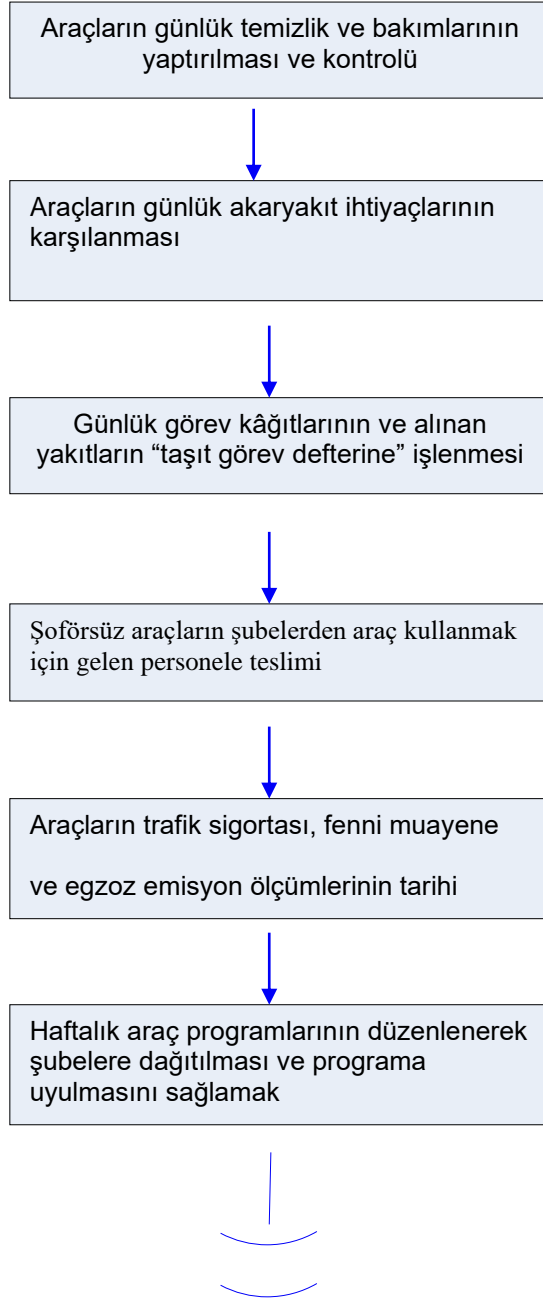 Araçların günlük temizlik ve bakımlarının
yaptırılması ve kontrolü
Araçların günlük akaryakıt ihtiyaçlarının
karşılanması
Günlük görev kâğıtlarının ve alınan
yakıtların “taşıt görev defterine” işlenmesi
Şoförsüz araçların şubelerden araç kullanmak
için gelen personele teslimi
Araçların trafik sigortası, fenni muayene
ve egzoz emisyon ölçümlerinin tarihi
Haftalık araç programlarının düzenlenerek
şubelere dağıtılması ve programa
uyulmasını sağlamak